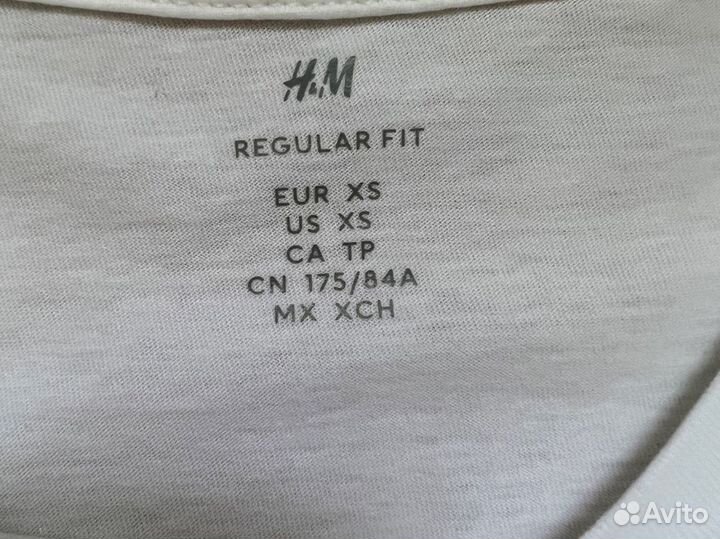 H&M
REGULAR FIT
EUR XS
US XS
CA TP
CN 175/84A
MX XCH
Avito